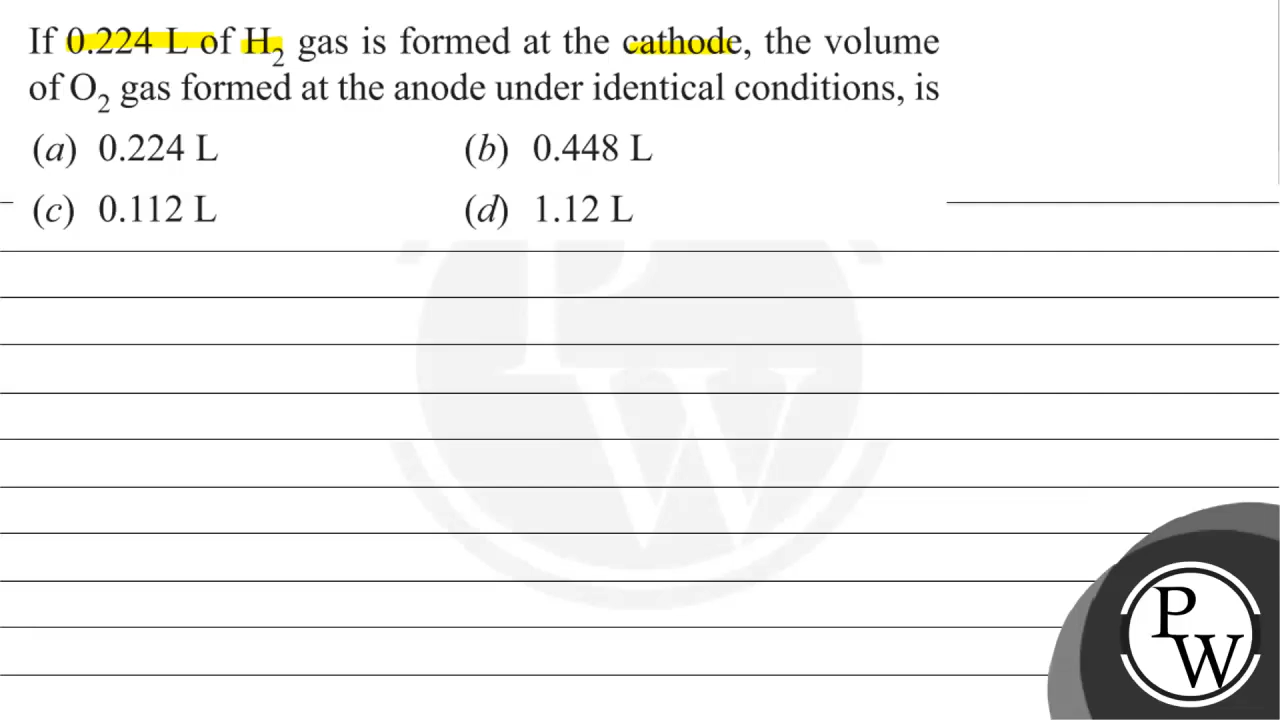 If 0.224 L of H₂ gas is formed at the cathode, the volume
of O₂ gas formed at the anode under identical conditions, is
(a) 0.224 L (b) 0.448 L
(c) 0.112 L (d) 1.12 L
P
W
P
W